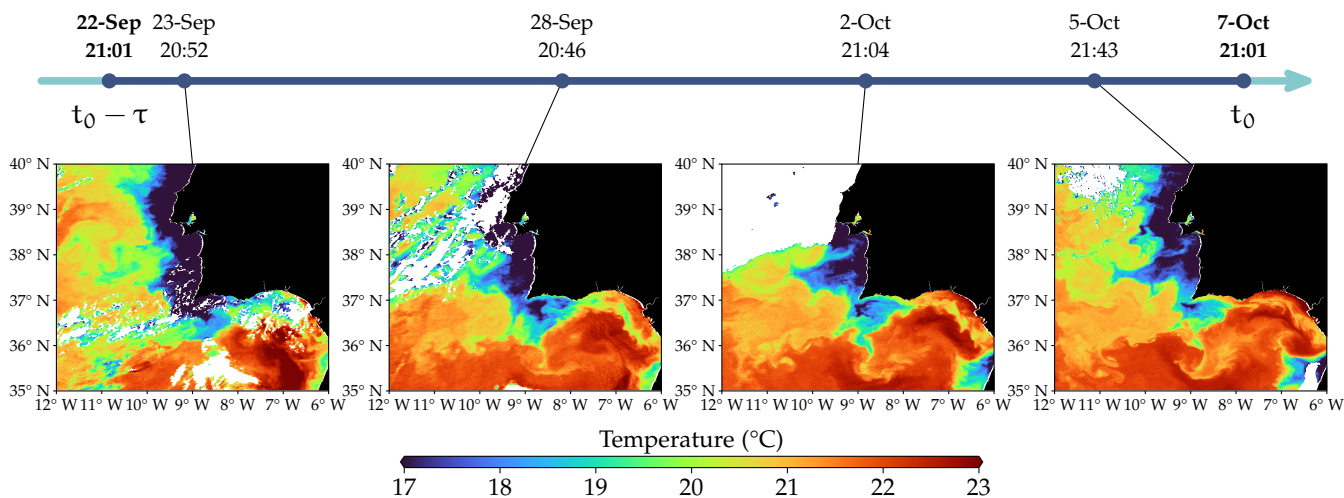 22-Sep 23-Sep 28-Sep 2-Oct 5-Oct 7-Oct
21:01 20:52 20:46 21:04 21:43 21:01
t₀ − τ t₀
40° N 40° N 40° N 40° N
39° N 39° N 39° N 39° N
38° N 38° N 38° N 38° N
37° N 37° N 37° N 37° N
36° N 36° N 36° N 36° N
35° N 35° N 35° N 35° N
12° W 11° W 10° W 9° W 8° W 7° W 6° W 12° W 11° W 10° W 9° W 8° W 7° W 6° W 12° W 11° W 10° W 9° W 8° W 7° W 6° W 12° W 11° W 10° W 9° W 8° W 7° W 6° W
Temperature (°C)
17 18 19 20 21 22 23